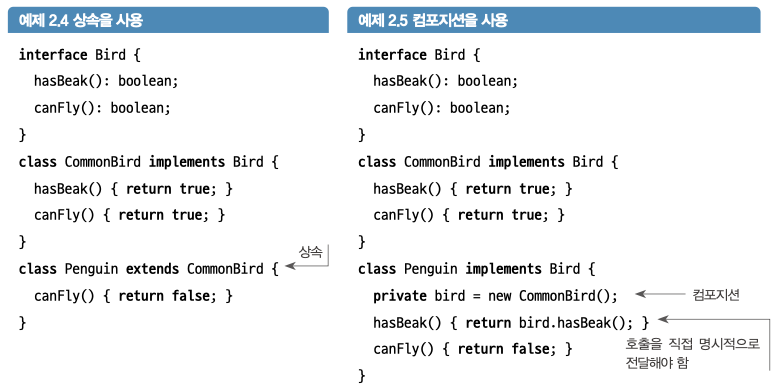 예제 2.4 상속을 사용
interface Bird {
hasBeak(): boolean;
canFly(): boolean;
}
class CommonBird implements Bird {
hasBeak() { return true; }
canFly() { return true; }
}
상속
class Penguin extends CommonBird {
canFly() { return false; }
}
예제 2.5 컴포지션을 사용
interface Bird {
hasBeak(): boolean;
canFly(): boolean;
}
class CommonBird implements Bird {
hasBeak() { return true; }
canFly() { return true; }
}
class Penguin implements Bird {
private bird = new CommonBird();
컴포지션
hasBeak() { return bird.hasBeak(); }
호출을 직접 명시적으로
전달해야 함
canFly() { return false; }
}